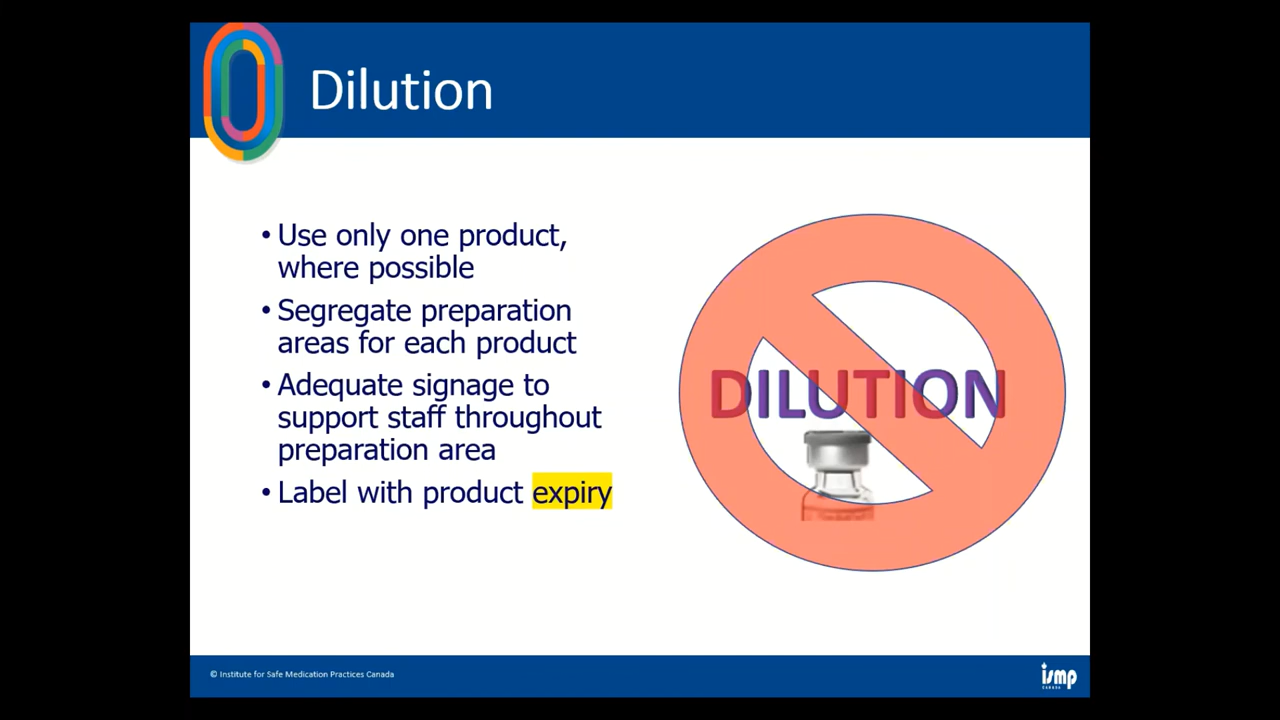 Dilution
• Use only one product,
where possible
• Segregate preparation
areas for each product
• Adequate signage to
support staff throughout
preparation area
• Label with product expiry
DILUTION
© Institute for Safe Medication Practices Canada
ismp
CANADA